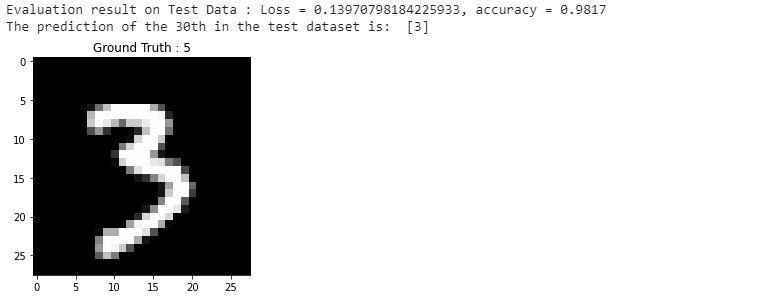 Evaluation result on Test Data : Loss = 0.13970798184225933, accuracy = 0.9817
The prediction of the 30th in the test dataset is:  [3]
Ground Truth : 5
0
5
10
15
20
25
3
0 5 10 15 20 25